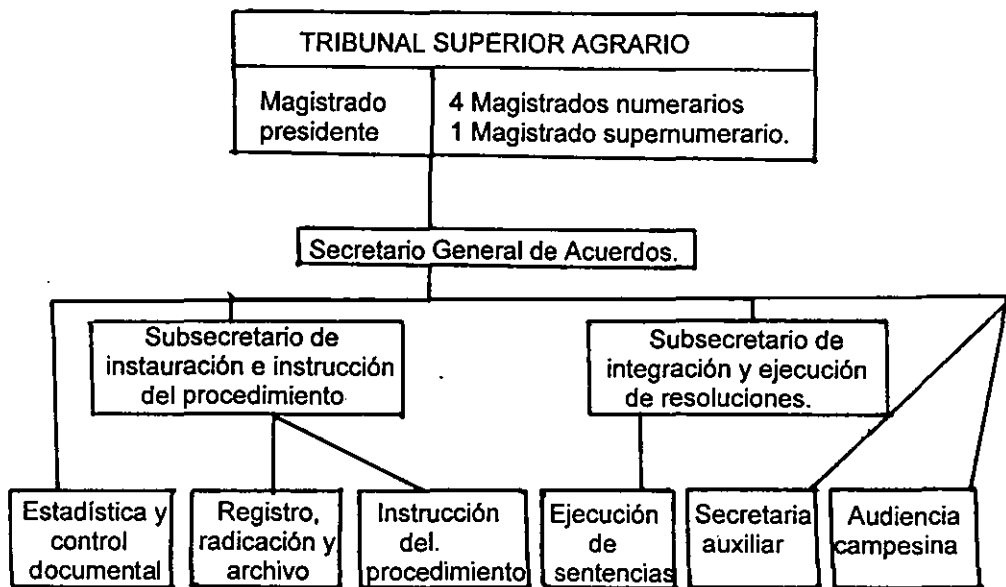 TRIBUNAL SUPERIOR AGRARIO
Magistrado
presidente
4 Magistrados numerarios
1 Magistrado supernumerario.
Secretario General de Acuerdos.
Subsecretario de
instauración e instrucción
del procedimiento
Subsecretario de
integración y ejecución
de resoluciones.
Estadística y
control
documental
Registro,
radicación y
archivo
Instrucción
del.
procedimiento
Ejecución
de
sentencias
Secretaria
auxiliar
Audiencia
campesina